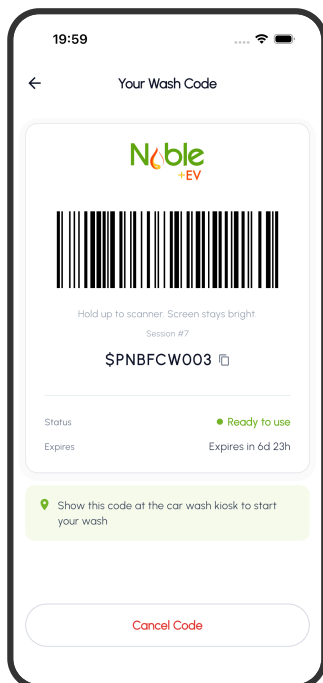 19:59
Your Wash Code
Noble
+EV
Hold up to scanner. Screen stays bright.
Session #7
$PNBFCW003
Status
Ready to use
Expires
Expires in 6d 23h
Show this code at the car wash kiosk to start
your wash
Cancel Code